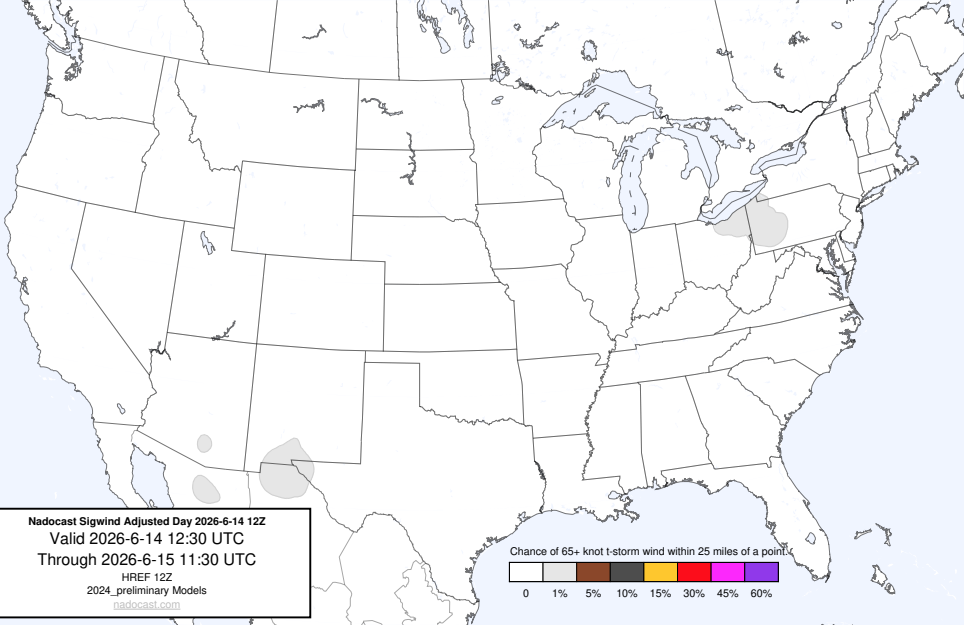 Nadocast Sigwind Adjusted Day 2026-6-14 12Z
Valid 2026-6-14 12:30 UTC
Through 2026-6-15 11:30 UTC
HREF 12Z
2024_preliminary Models
nadocast.com
Chance of 65+ knot t-storm wind within 25 miles of a point.
0 1% 5% 10% 15% 30% 45% 60%